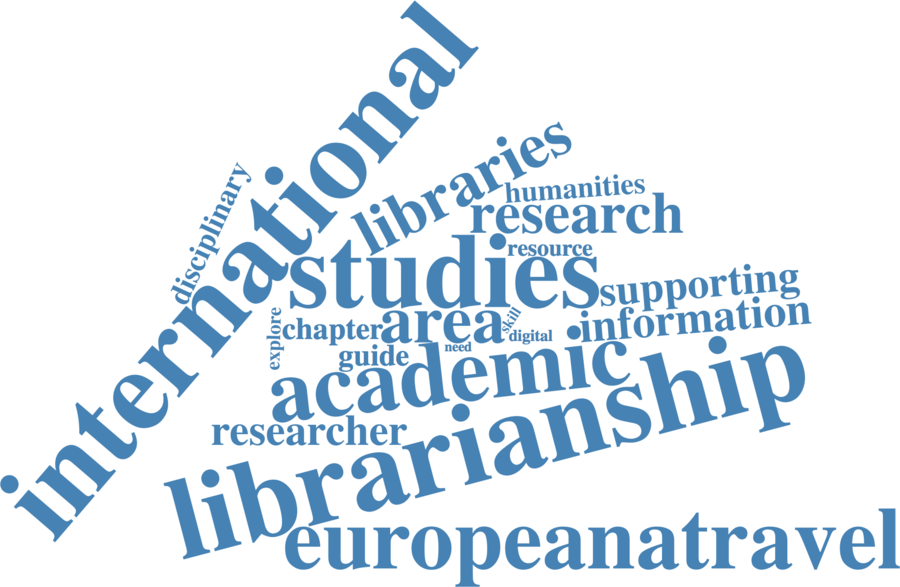 international
disciplinary
libraries
humanities
research
resource
studies
supporting
explore
chapter
area
skill
digital
information
need
guide
academic
researcher
librarianship
europeanatravel